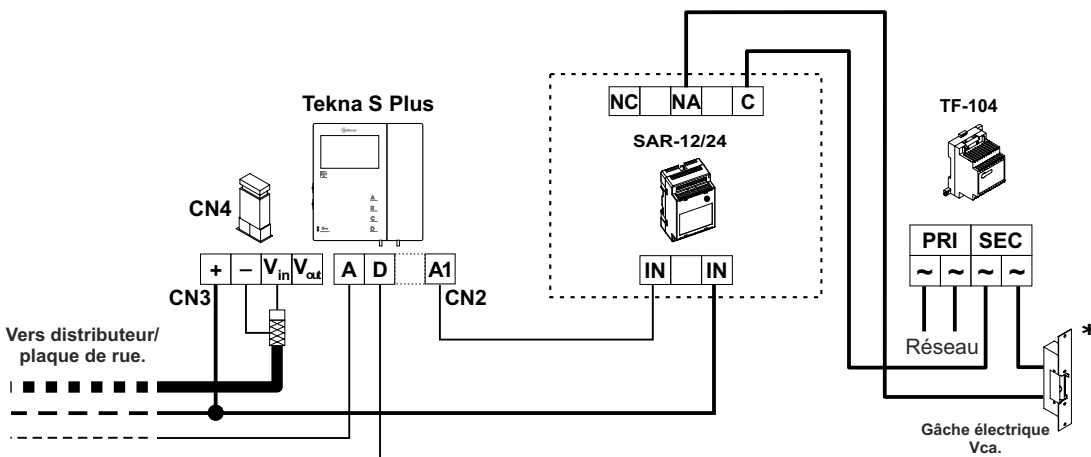 NC NA C
TF-104
Tekna S Plus
SAR-12/24
CN4
A
B
C
D
PRI SEC
+ – Vin Vout A D A1
IN IN
~ ~ ~ ~
CN3
CN2
Vers distributeur/
plaque de rue.
Réseau
*
Gâche électrique
Vca.